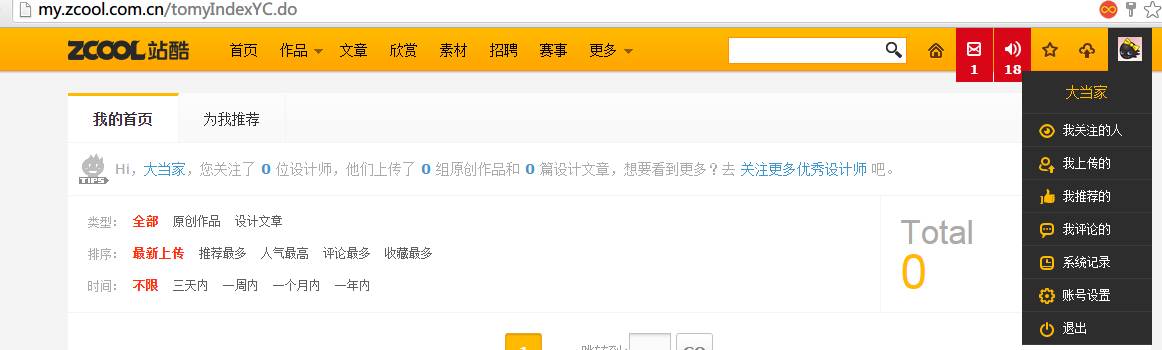 my.zcool.com.cn/tomyIndexYC.do
ZCOOL 站酷 首页 作品 文章 欣赏 素材 招聘 赛事 更多
1 18
大当家
我的首页 为我推荐
我关注的人
Hi，大当家，您关注了 0 位设计师，他们上传了 0 组原创作品和 0 篇设计文章，想要看到更多？去 关注更多优秀设计师 吧。
TIPS
我上传的
我推荐的
我评论的
系统记录
账号设置
退出
类型： 全部 原创作品 设计文章
排序： 最新上传 推荐最多 人气最高 评论最多 收藏最多
时间： 不限 三天内 一周内 一个月内 一年内
Total
0
1 跳转到： GO